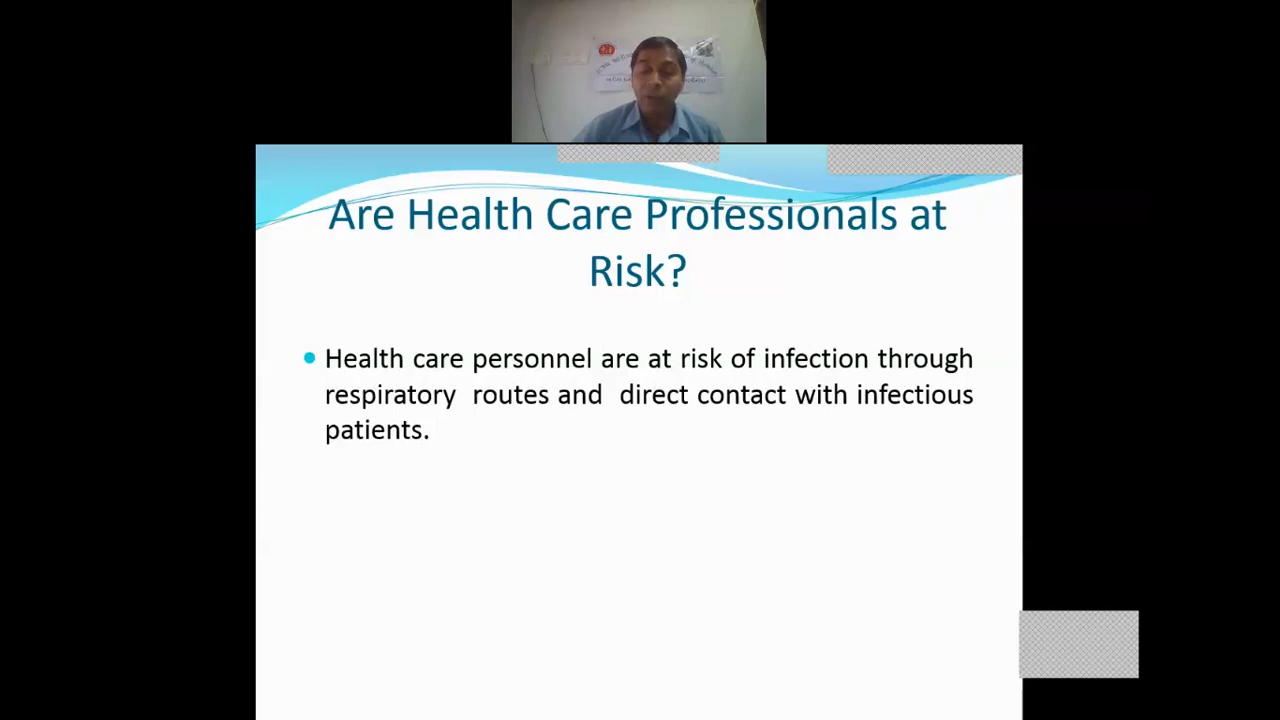 Are Health Care Professionals at
Risk?
Health care personnel are at risk of infection through
respiratory routes and direct contact with infectious
patients.